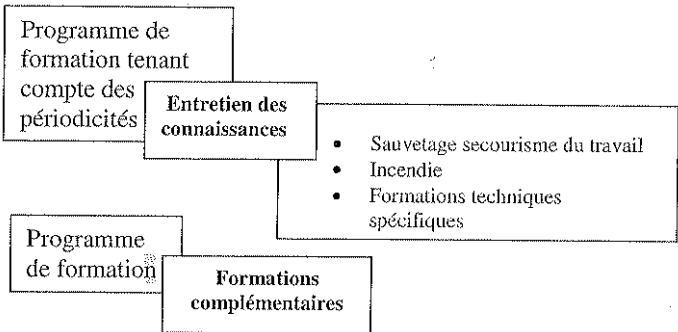 Programme de
formation tenant
compte des
périodicités
Entretien des
connaissances
• Sauvetage secourisme du travail
• Incendie
• Formations techniques
spécifiques
Programme
de formation
Formations
complémentaires